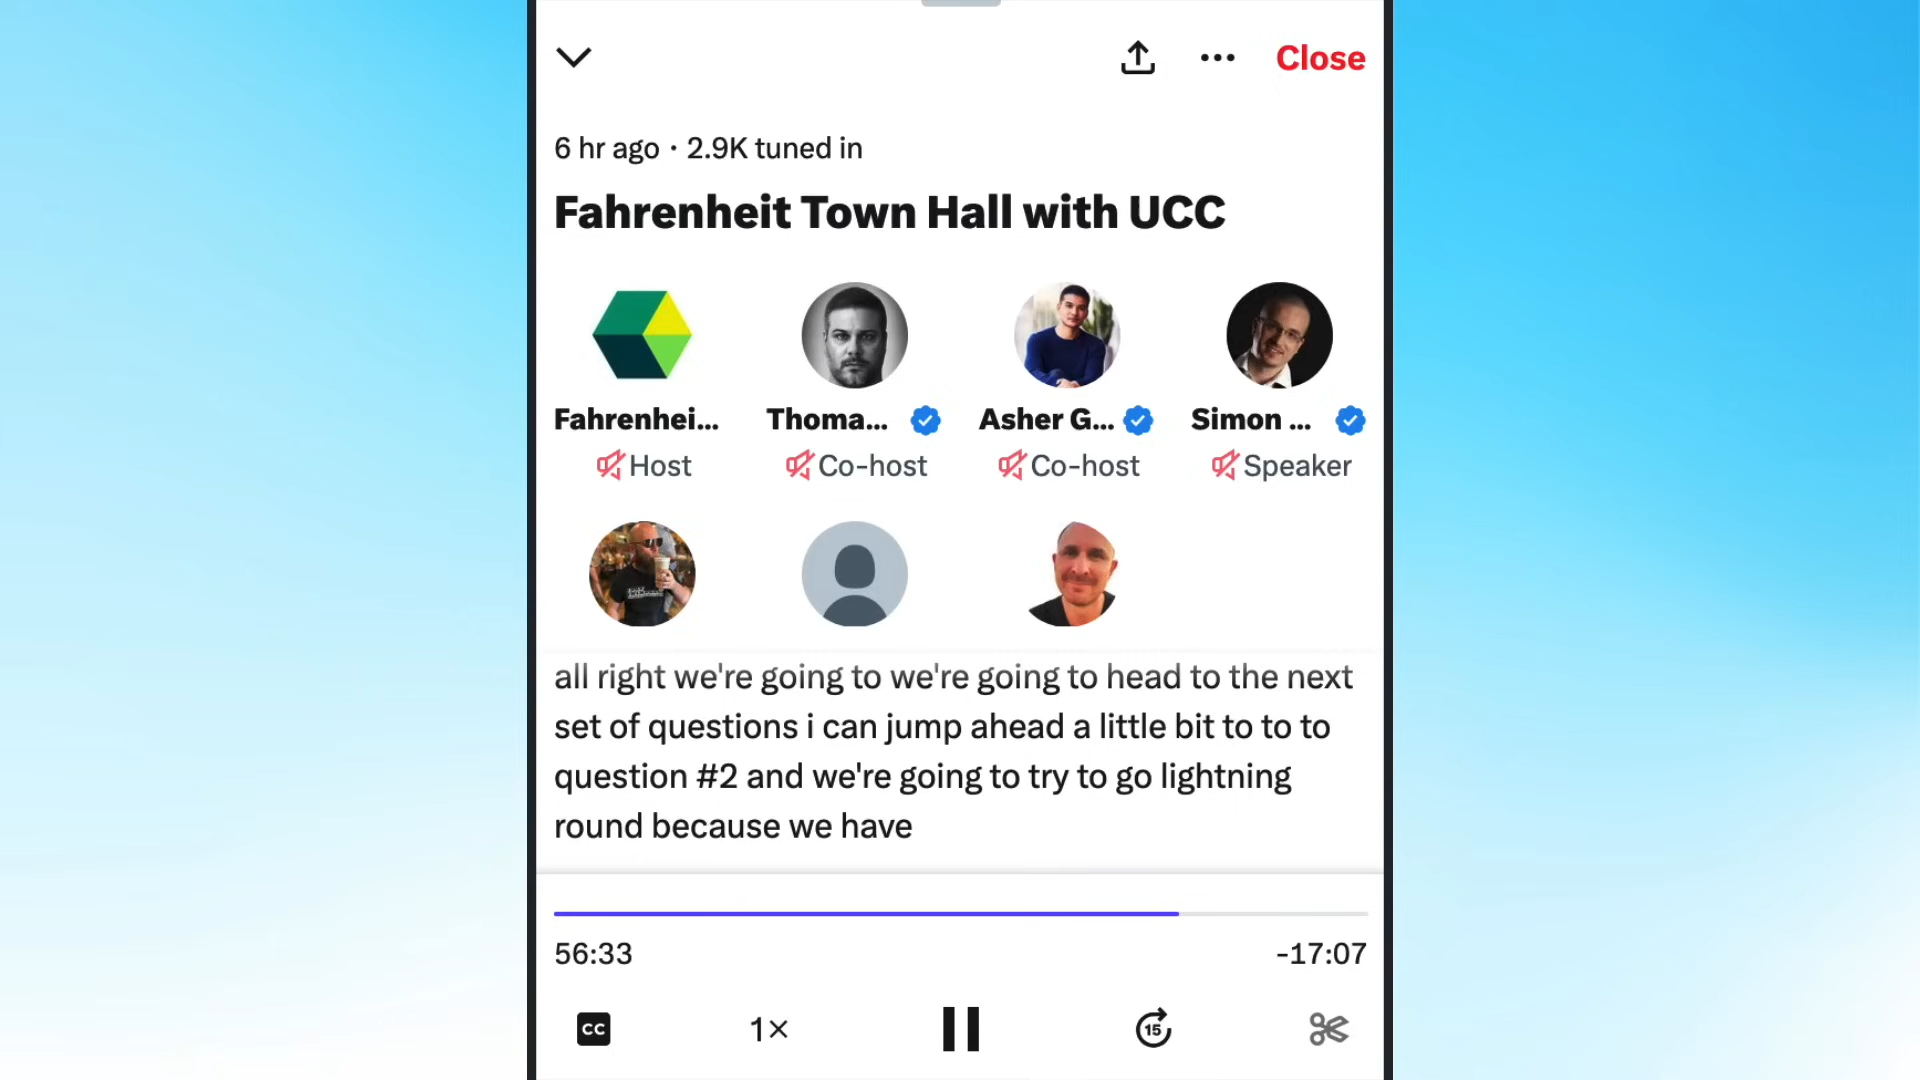 Close
6 hr ago · 2.9K tuned in
Fahrenheit Town Hall with UCC
Fahrenhei... Thoma... Asher G... Simon ...
Host Co-host Co-host Speaker
all right we're going to we're going to head to the next
set of questions i can jump ahead a little bit to to to
question #2 and we're going to try to go lightning
round because we have
56:33 -17:07
CC 1× 15